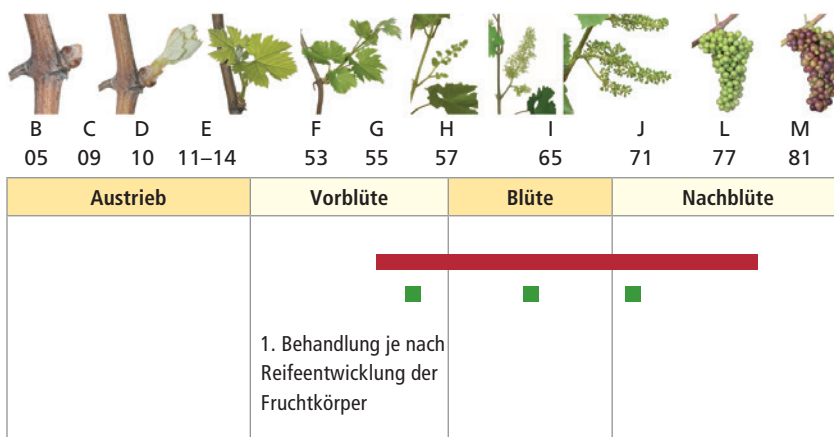 B C D E F G H I J L M
05 09 10 11–14 53 55 57 65 71 77 81
Austrieb Vorblüte Blüte Nachblüte
1. Behandlung je nach
Reifeentwicklung der
Fruchtkörper